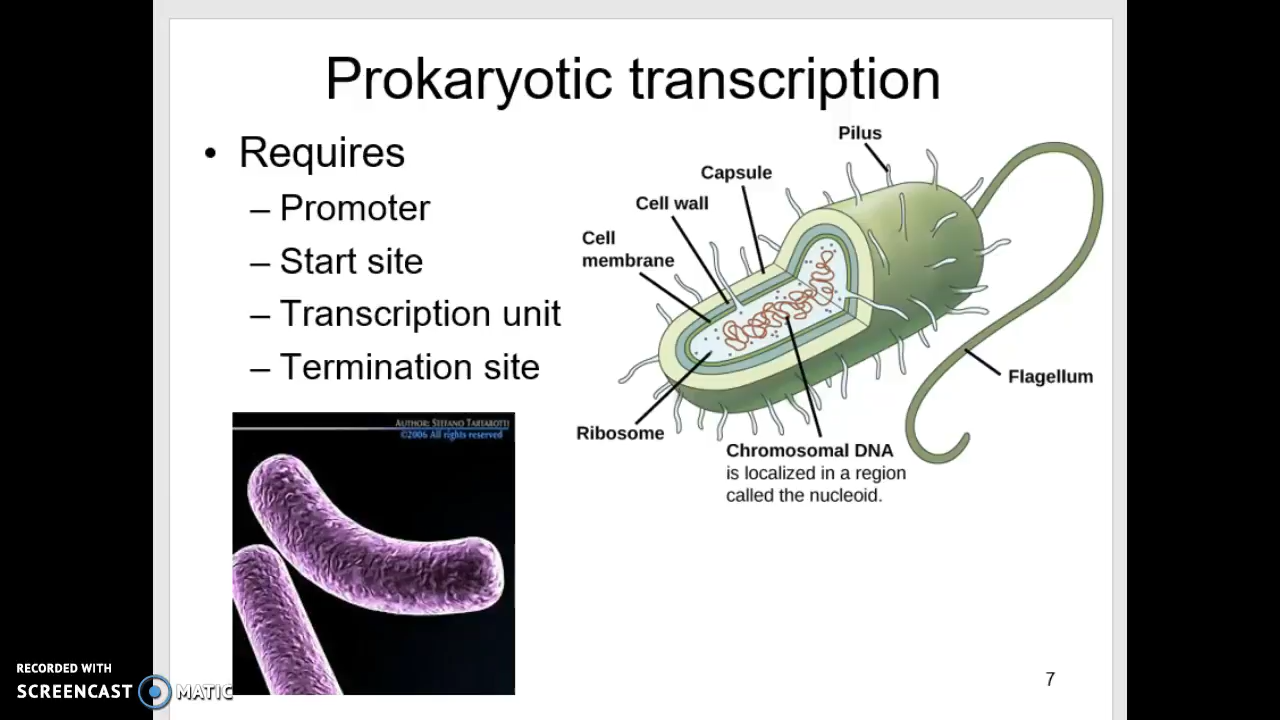 Prokaryotic transcription
• Requires
– Promoter
– Start site
– Transcription unit
– Termination site
Pilus
Capsule
Cell wall
Cell
membrane
Flagellum
Ribosome
Chromosomal DNA
is localized in a region
called the nucleoid.
AUTHOR: STEFANO TARTAROTTI
©2006 All rights reserved
RECORDED WITH
SCREENCAST MATIC
7